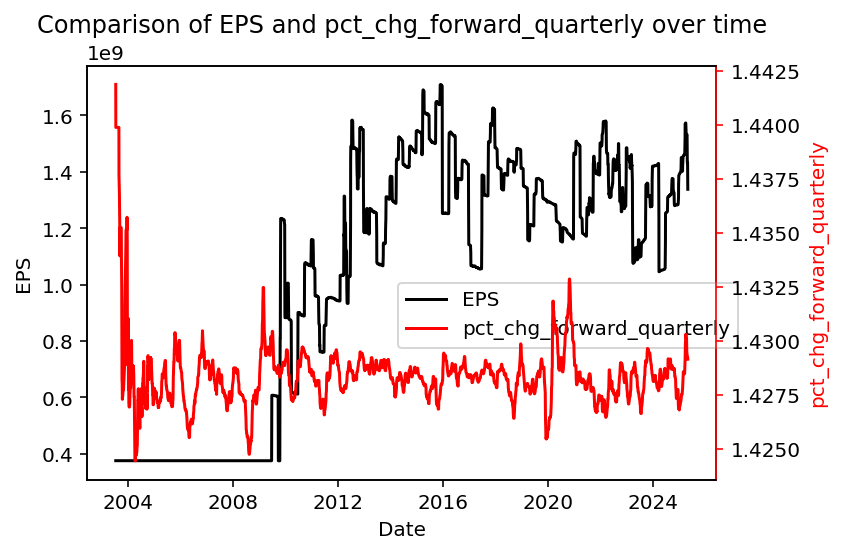 Comparison of EPS and pct_chg_forward_quarterly over time
1e9
1.6
1.4
1.2
1.0
0.8
0.6
0.4
EPS
1.4425
1.4400
1.4375
1.4350
1.4325
1.4300
1.4275
1.4250
pct_chg_forward_quarterly
EPS
pct_chg_forward_quarterly
2004 2008 2012 2016 2020 2024
Date